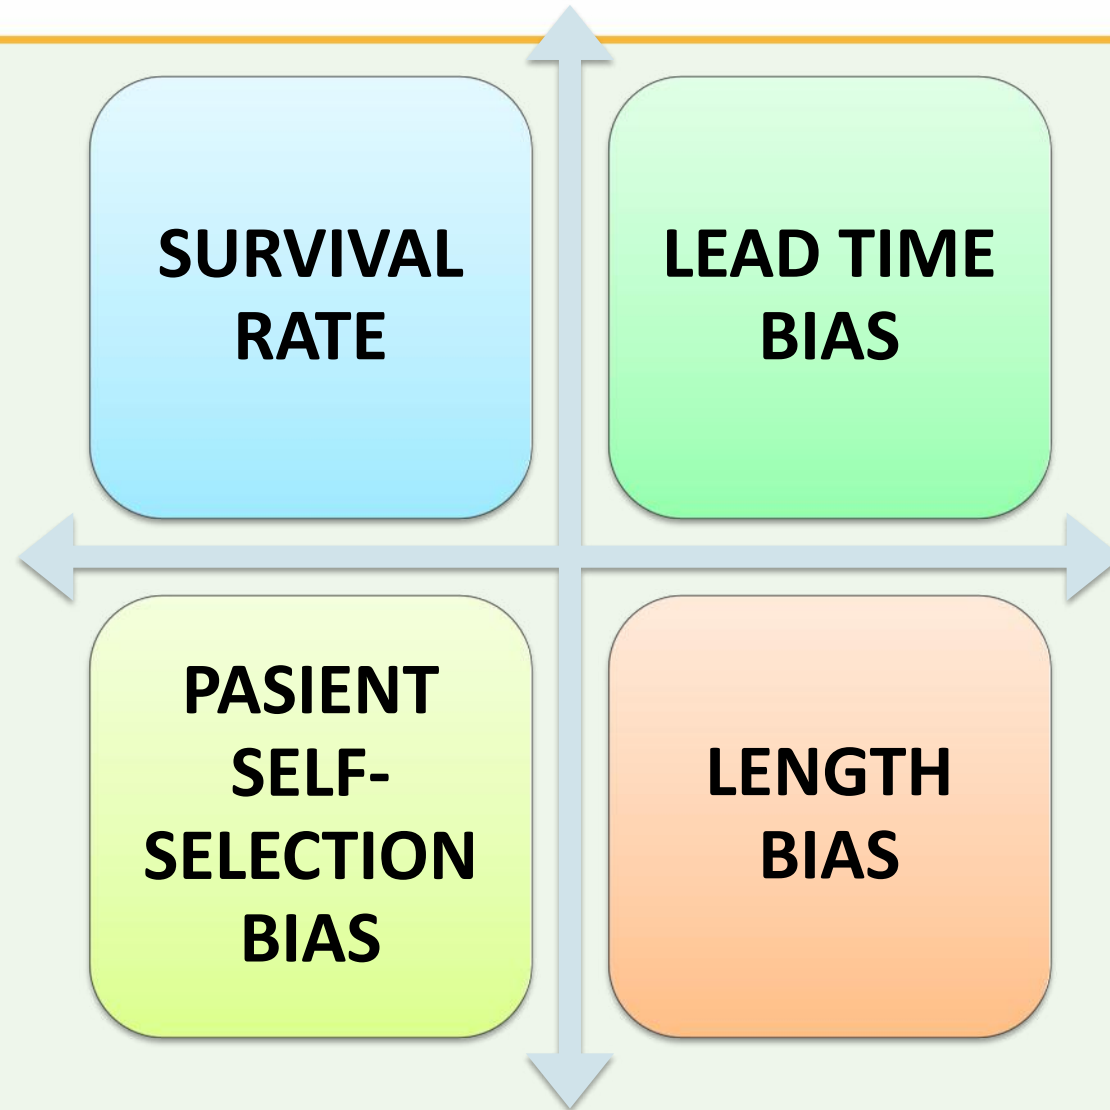 SURVIVAL
RATE
LEAD TIME
BIAS
PASIENT
SELF-
SELECTION
BIAS
LENGTH
BIAS